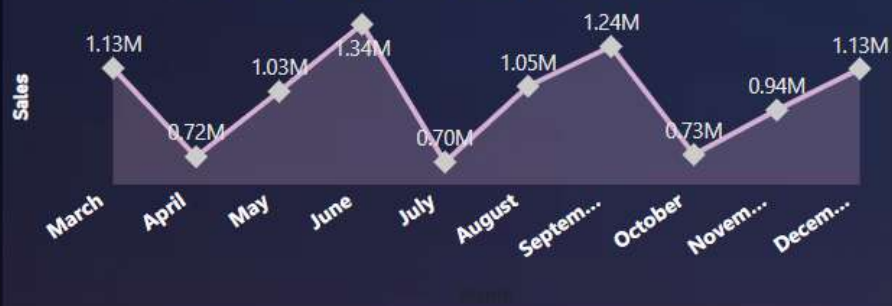 Sales
1.13M
0.72M
1.03M
1.34M
0.70M
1.05M
1.24M
0.73M
0.94M
1.13M
March
April
May
June
July
August
Septem...
October
Novem...
Decem...